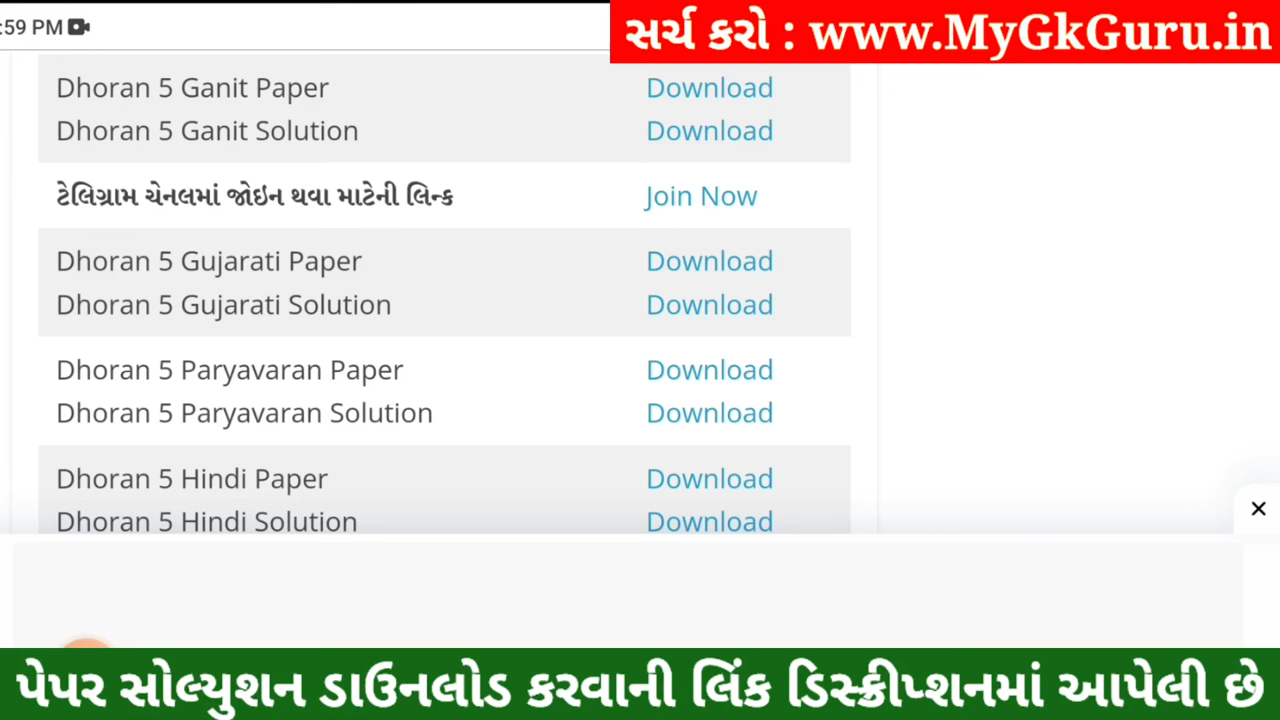 :59 PM
સર્ચ કરો : www.MyGkGuru.in
Dhoran 5 Ganit Paper Download
Dhoran 5 Ganit Solution Download
ટેલિગ્રામ ચેનલમાં જોઇન થવા માટેની લિન્ક Join Now
Dhoran 5 Gujarati Paper Download
Dhoran 5 Gujarati Solution Download
Dhoran 5 Paryavaran Paper Download
Dhoran 5 Paryavaran Solution Download
Dhoran 5 Hindi Paper Download
Dhoran 5 Hindi Solution Download
પેપર સોલ્યુશન ડાઉનલોડ કરવાની લિંક ડિસ્ક્રીપ્શનમાં આપેલી છે